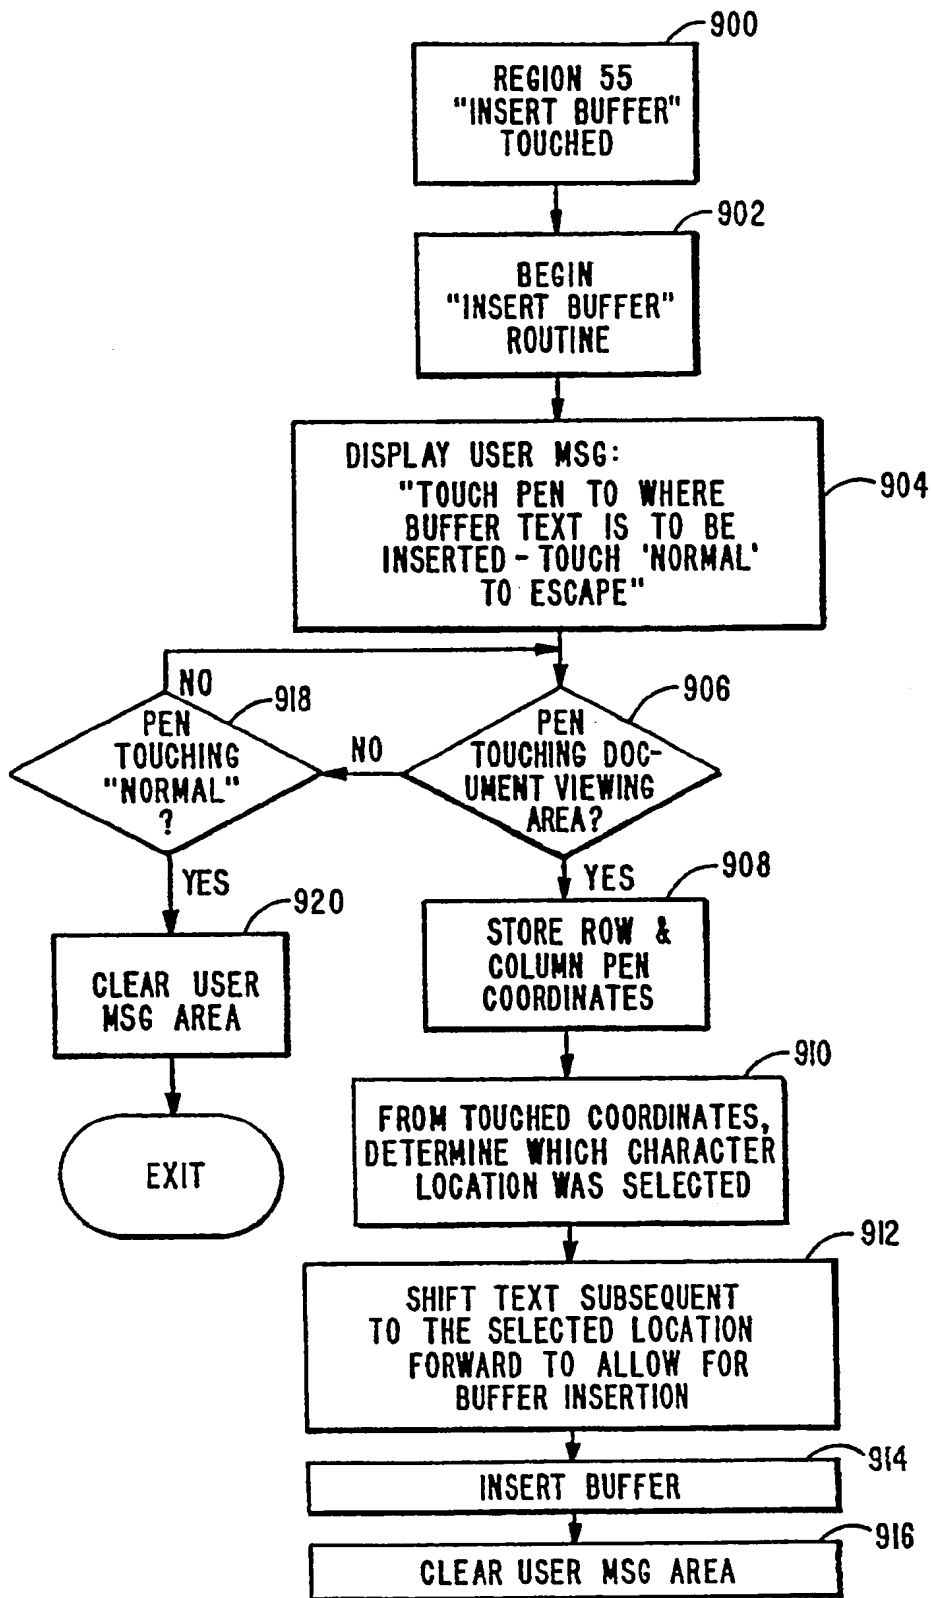 900
REGION 55
"INSERT BUFFER"
TOUCHED
902
BEGIN
"INSERT BUFFER"
ROUTINE
904
DISPLAY USER MSG:
"TOUCH PEN TO WHERE
BUFFER TEXT IS TO BE
INSERTED - TOUCH 'NORMAL'
TO ESCAPE"
906
PEN
TOUCHING DOC-
UMENT VIEWING
AREA?
NO
918
PEN
TOUCHING
"NORMAL"
?
NO
YES
920
CLEAR USER
MSG AREA
EXIT
YES
908
STORE ROW &
COLUMN PEN
COORDINATES
910
FROM TOUCHED COORDINATES,
DETERMINE WHICH CHARACTER
LOCATION WAS SELECTED
912
SHIFT TEXT SUBSEQUENT
TO THE SELECTED LOCATION
FORWARD TO ALLOW FOR
BUFFER INSERTION
914
INSERT BUFFER
916
CLEAR USER MSG AREA